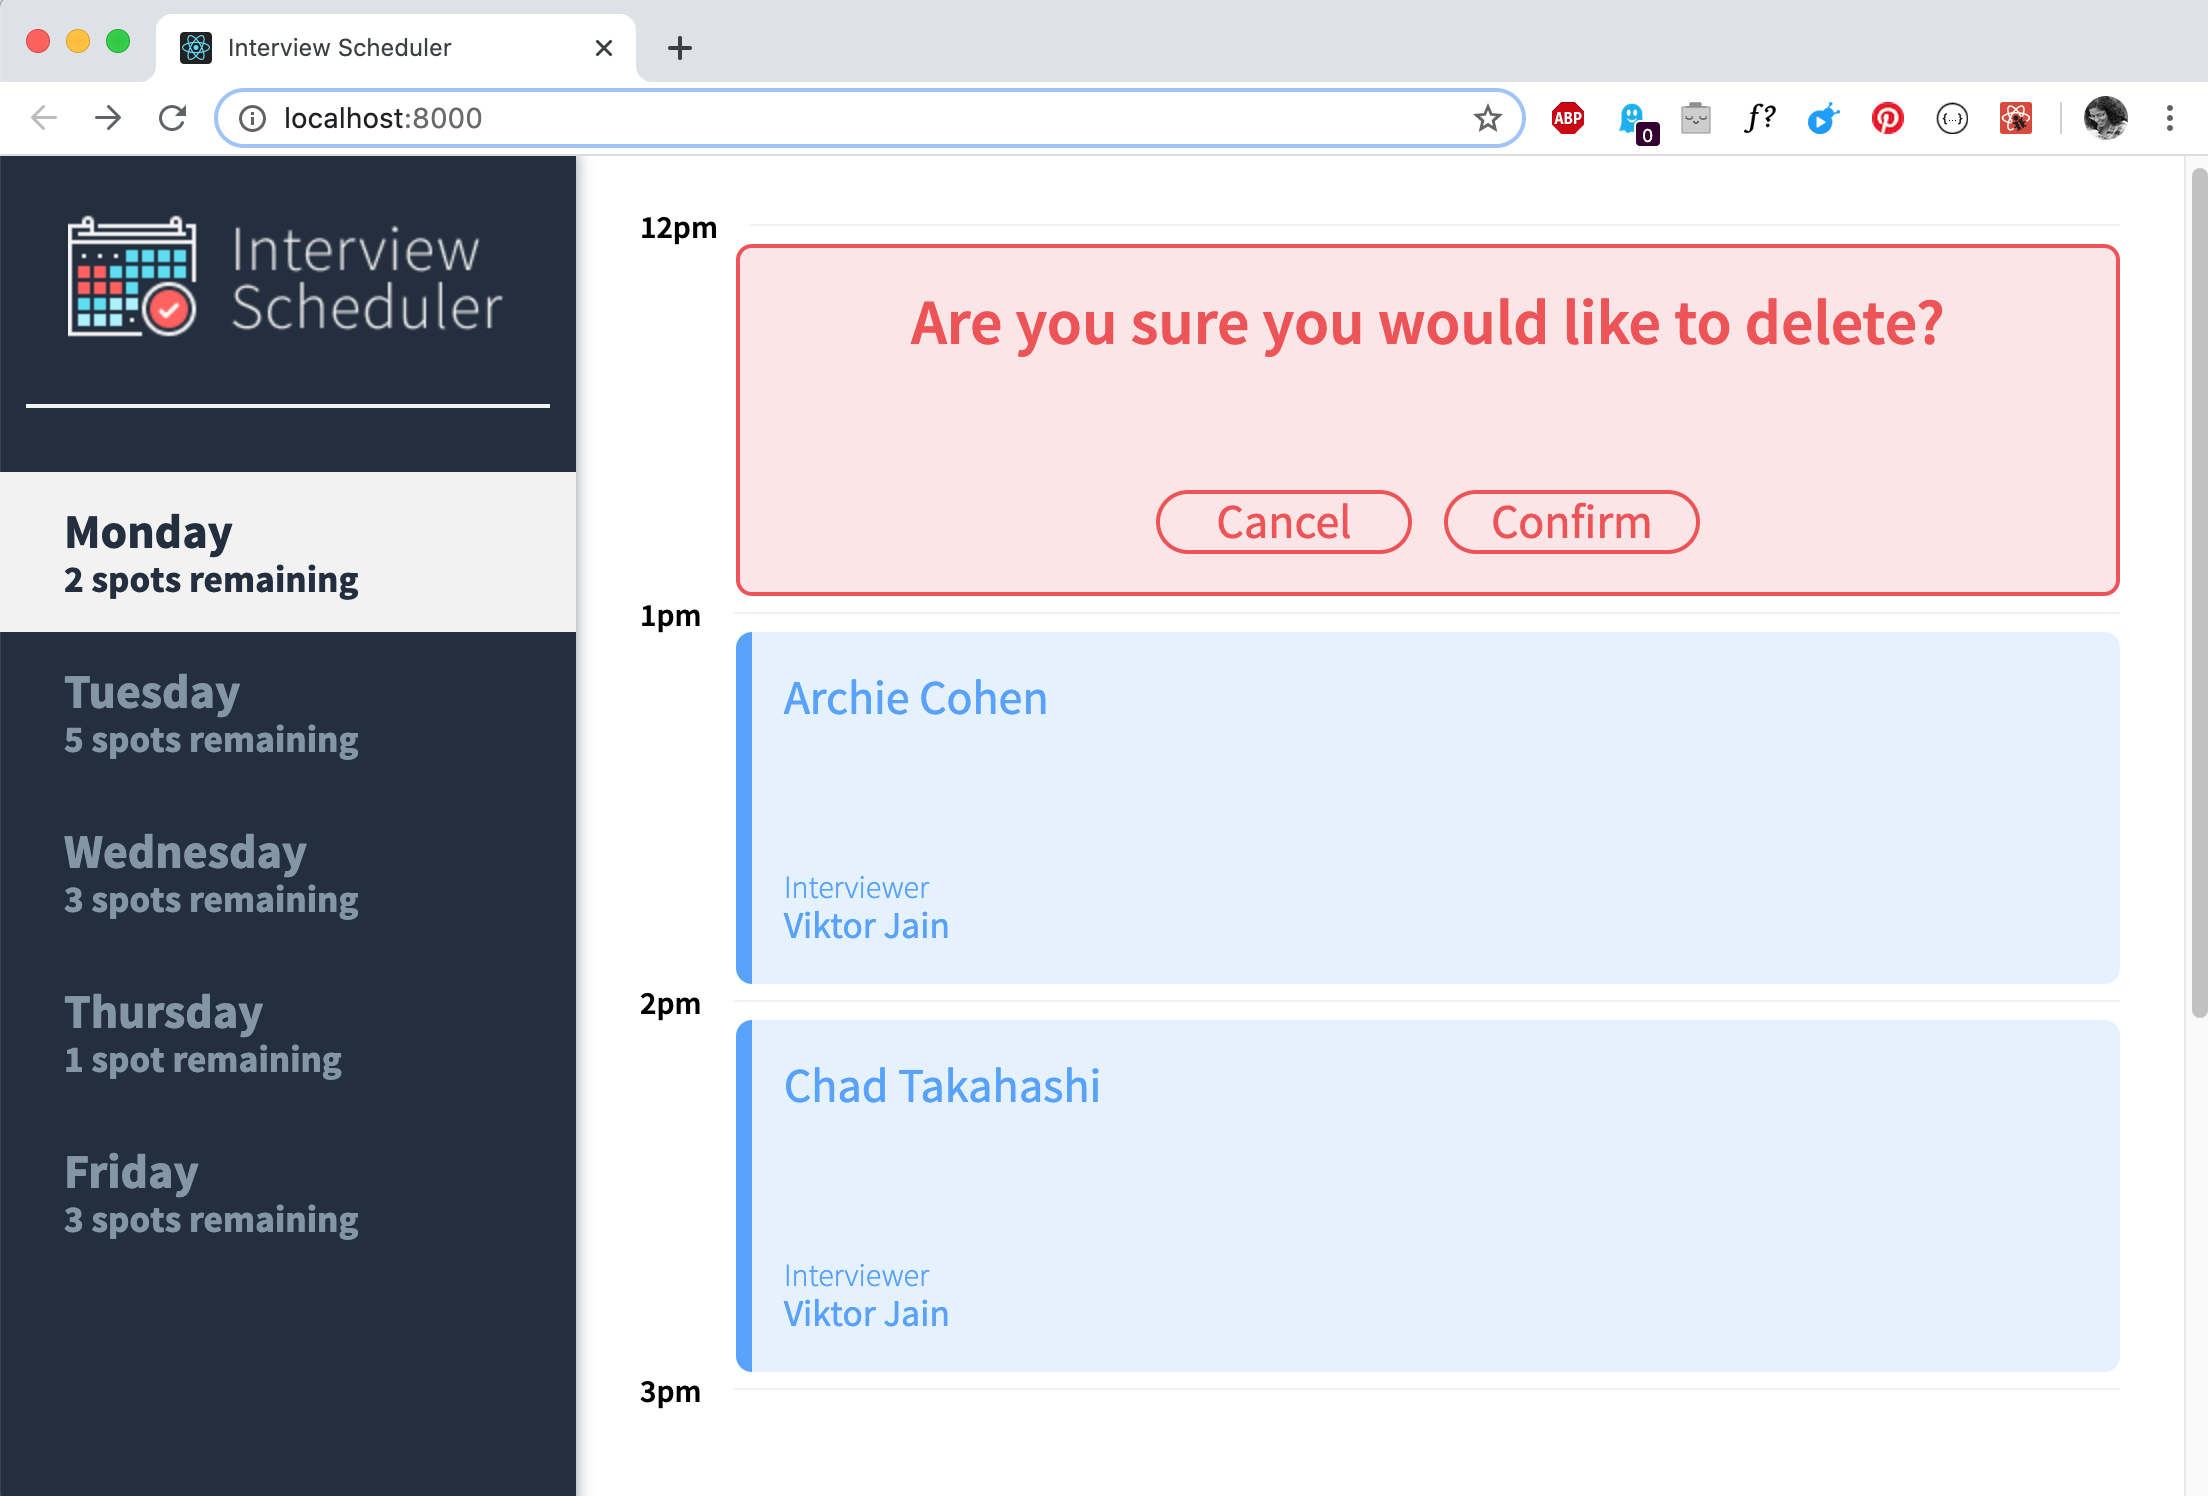 Interview Scheduler
localhost:8000
ABP
0
f?
{...}
Interview
Scheduler
Monday
2 spots remaining
Tuesday
5 spots remaining
Wednesday
3 spots remaining
Thursday
1 spot remaining
Friday
3 spots remaining
12pm
Are you sure you would like to delete?
Cancel
Confirm
1pm
Archie Cohen
Interviewer
Viktor Jain
2pm
Chad Takahashi
Interviewer
Viktor Jain
3pm